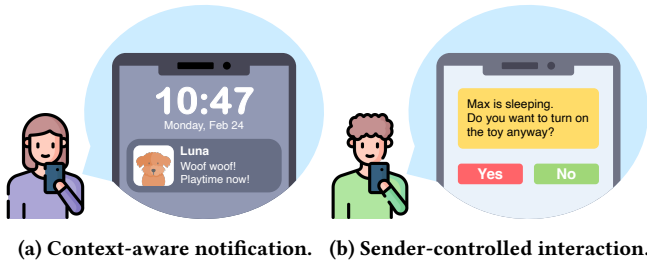 10:47
Monday, Feb 24
Luna
Woof woof!
Playtime now!
Max is sleeping.
Do you want to turn on
the toy anyway?
Yes
No
(a) Context-aware notification.
(b) Sender-controlled interaction.